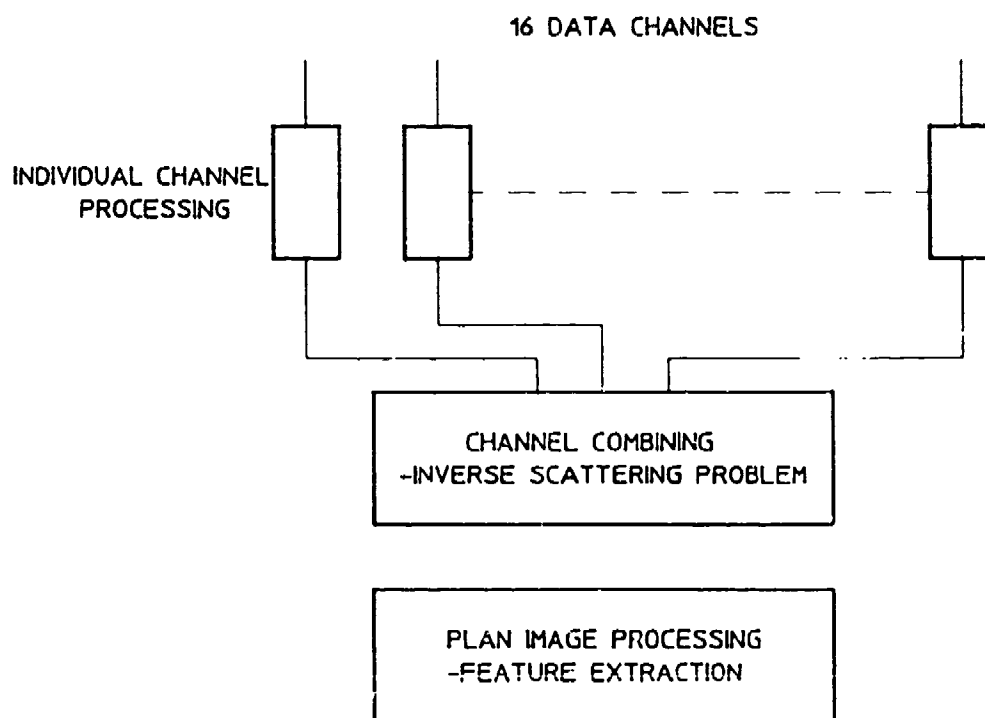 16 DATA CHANNELS
INDIVIDUAL CHANNEL
PROCESSING
CHANNEL COMBINING
-INVERSE SCATTERING PROBLEM
PLAN IMAGE PROCESSING
-FEATURE EXTRACTION